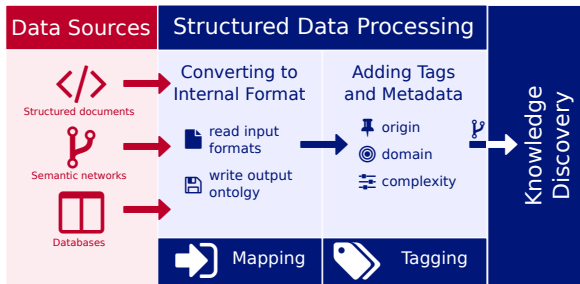 Data Sources
Structured Data Processing
Structured documents
Semantic networks
Databases
Converting to
Internal Format
read input
formats
write output
ontolgy
Mapping
Adding Tags
and Metadata
origin
domain
complexity
Tagging
Knowledge
Discovery